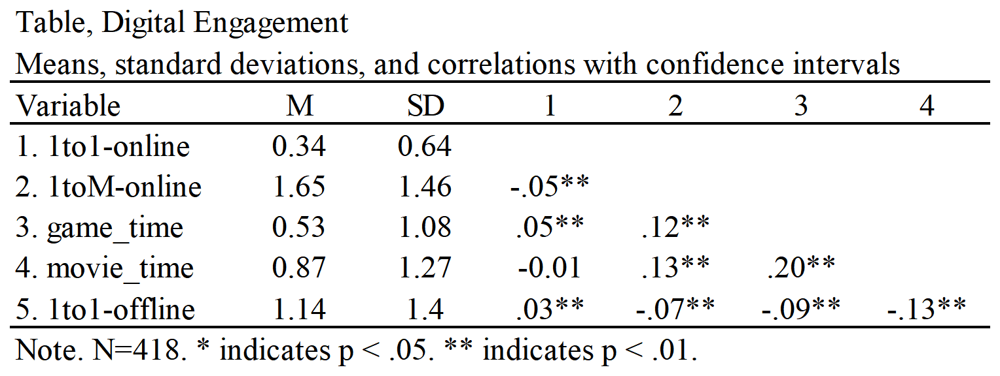 Table, Digital Engagement
Means, standard deviations, and correlations with confidence intervals
Variable M SD 1 2 3 4
1. 1to1-online 0.34 0.64
2. 1toM-online 1.65 1.46 -.05**
3. game_time 0.53 1.08 .05** .12**
4. movie_time 0.87 1.27 -0.01 .13** .20**
5. 1to1-offline 1.14 1.4 .03** -.07** -.09** -.13**
Note. N=418. * indicates p < .05. ** indicates p < .01.